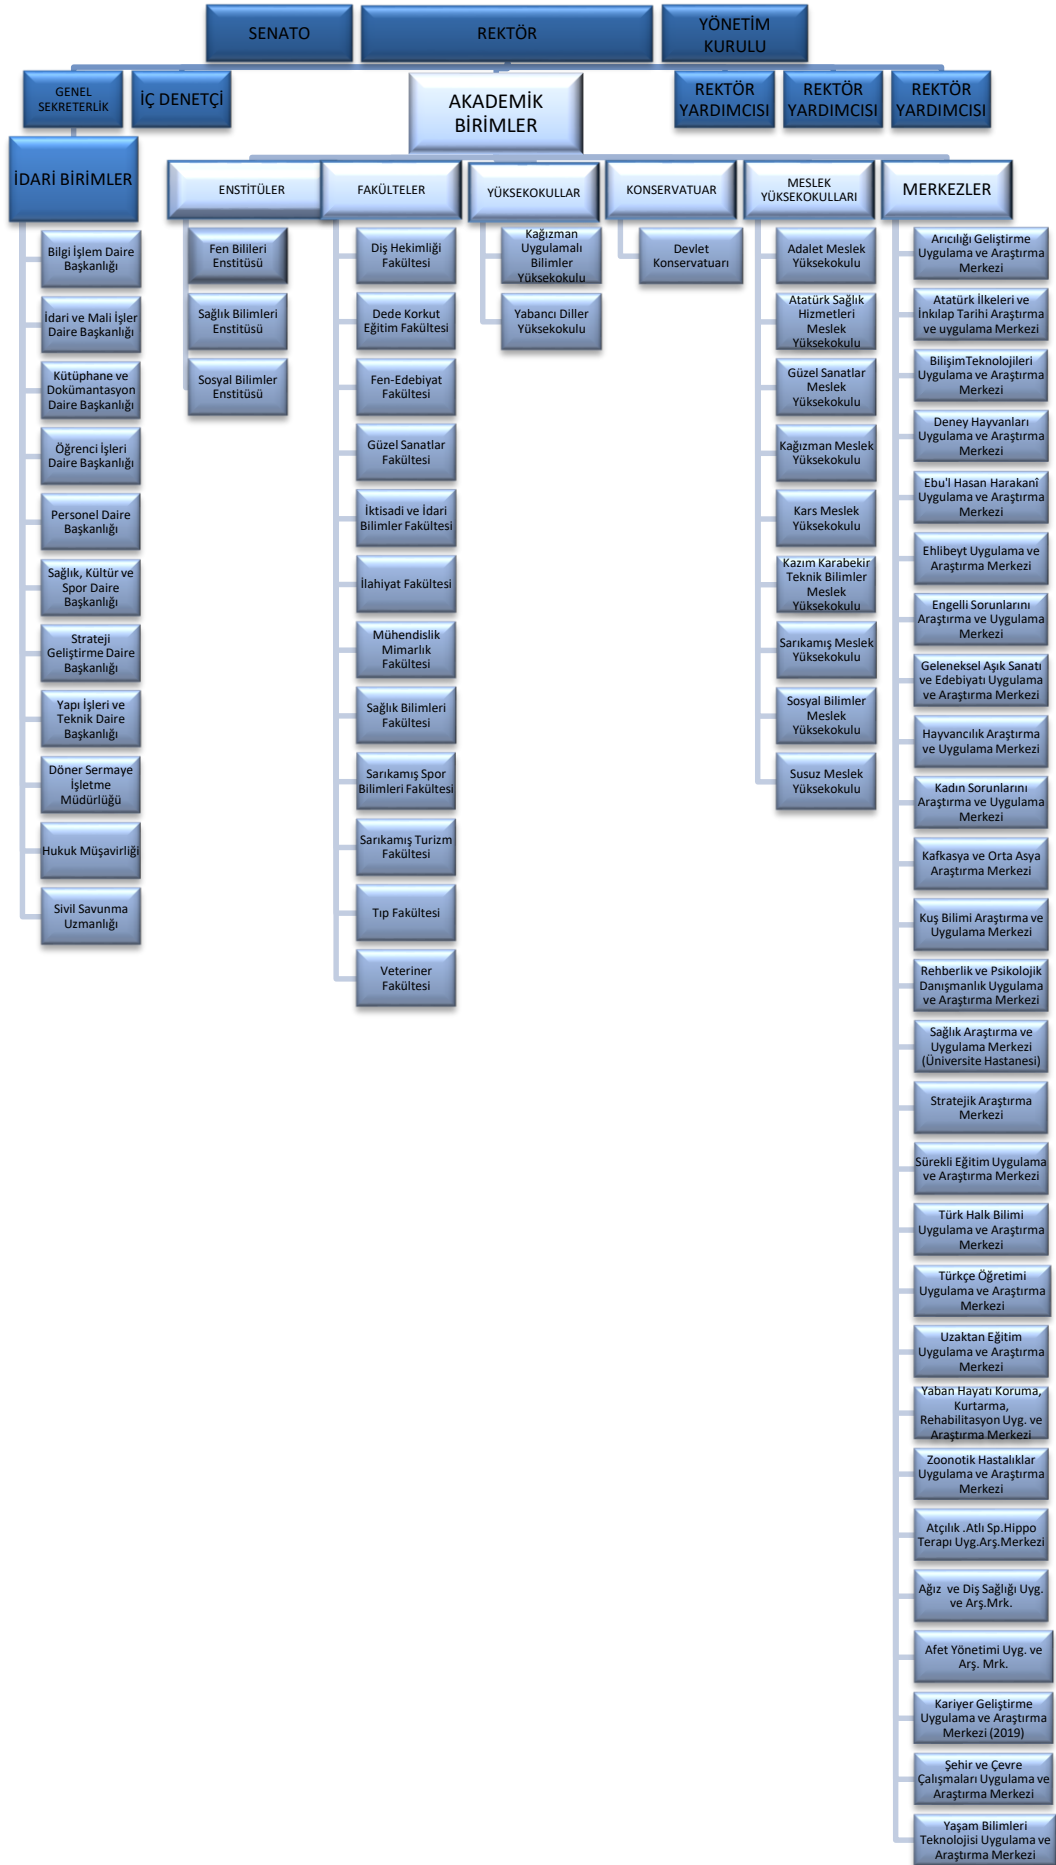 SENATO
REKTÖR
YÖNETİM
KURULU
GENEL
SEKRETERLİK
İÇ DENETÇİ
AKADEMİK
BİRİMLER
REKTÖR
YARDIMCISI
REKTÖR
YARDIMCISI
REKTÖR
YARDIMCISI
İDARİ BİRİMLER
Bilgi İşlem Daire
Başkanlığı
İdari ve Mali İşler
Daire Başkanlığı
Kütüphane ve
Dokümantasyon
Daire Başkanlığı
Öğrenci İşleri
Daire Başkanlığı
Personel Daire
Başkanlığı
Sağlık, Kültür ve
Spor Daire
Başkanlığı
Strateji
Geliştirme Daire
Başkanlığı
Yapı İşleri ve
Teknik Daire
Başkanlığı
Döner Sermaye
İşletme
Müdürlüğü
Hukuk Müşavirliği
Sivil Savunma
Uzmanlığı
ENSTİTÜLER
Fen Bilileri
Enstitüsü
Sağlık Bilimleri
Enstitüsü
Sosyal Bilimler
Enstitüsü
FAKÜLTELER
Diş Hekimliği
Fakültesi
Dede Korkut
Eğitim Fakültesi
Fen-Edebiyat
Fakültesi
Güzel Sanatlar
Fakültesi
İktisadi ve İdari
Bilimler Fakültesi
İlahiyat Fakültesi
Mühendislik
Mimarlık
Fakültesi
Sağlık Bilimleri
Fakültesi
Sarıkamış Spor
Bilimleri Fakültesi
Sarıkamış Turizm
Fakültesi
Tıp Fakültesi
Veteriner
Fakültesi
YÜKSEKOKULLAR
Kağızman
Uygulamalı
Bilimler
Yüksekokulu
Yabancı Diller
Yüksekokulu
KONSERVATUAR
Devlet
Konservatuarı
MESLEK
YÜKSEKOKULLARI
Adalet Meslek
Yüksekokulu
Atatürk Sağlık
Hizmetleri
Meslek
Yüksekokulu
Güzel Sanatlar
Meslek
Yüksekokulu
Kağızman Meslek
Yüksekokulu
Kars Meslek
Yüksekokulu
Kazım Karabekir
Teknik Bilimler
Meslek
Yüksekokulu
Sarıkamış Meslek
Yüksekokulu
Sosyal Bilimler
Meslek
Yüksekokulu
Susuz Meslek
Yüksekokulu
MERKEZLER
Arıcılığı Geliştirme
Uygulama ve Araştırma
Merkezi
Atatürk İlkeleri ve
İnkılap Tarihi Araştırma
ve uygulama Merkezi
BilişimTeknolojileri
Uygulama ve Araştırma
Merkezi
Deney Hayvanları
Uygulama ve Araştırma
Merkezi
Ebu'l Hasan Harakanî
Uygulama ve Araştırma
Merkezi
Ehlibeyt Uygulama ve
Araştırma Merkezi
Engelli Sorunlarını
Araştırma ve Uygulama
Merkezi
Geleneksel Aşık Sanatı
ve Edebiyatı Uygulama
ve Araştırma Merkezi
Hayvancılık Araştırma
ve Uygulama Merkezi
Kadın Sorunlarını
Araştırma ve Uygulama
Merkezi
Kafkasya ve Orta Asya
Araştırma Merkezi
Kuş Bilimi Araştırma ve
Uygulama Merkezi
Rehberlik ve Psikolojik
Danışmanlık Uygulama
ve Araştırma Merkezi
Sağlık Araştırma ve
Uygulama Merkezi
(Üniversite Hastanesi)
Stratejik Araştırma
Merkezi
Sürekli Eğitim Uygulama
ve Araştırma Merkezi
Türk Halk Bilimi
Uygulama ve Araştırma
Merkezi
Türkçe Öğretimi
Uygulama ve Araştırma
Merkezi
Uzaktan Eğitim
Uygulama ve Araştırma
Merkezi
Yaban Hayatı Koruma,
Kurtarma,
Rehabilitasyon Uyg. ve
Araştırma Merkezi
Zoonotik Hastalıklar
Uygulama ve Araştırma
Merkezi
Atçılık .Atlı Sp.Hippo
Terapı Uyg.Arş.Merkezi
Ağız ve Diş Sağlığı Uyg.
ve Arş.Mrk.
Afet Yönetimi Uyg. ve
Arş. Mrk.
Kariyer Geliştirme
Uygulama ve Araştırma
Merkezi (2019)
Şehir ve Çevre
Çalışmaları Uygulama ve
Araştırma Merkezi
Yaşam Bilimleri
Teknolojisi Uygulama ve
Araştırma Merkezi